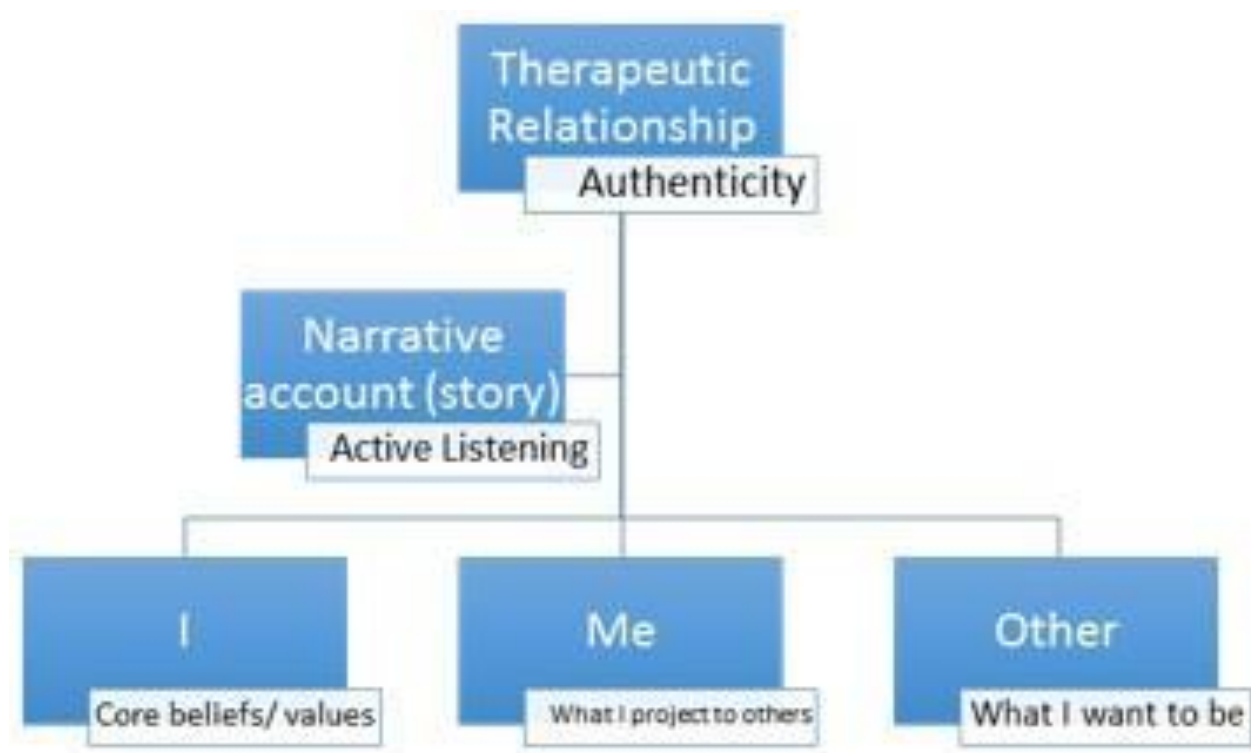 Therapeutic
Relationship
Authenticity
Narrative
account (story)
Active Listening
I
Core beliefs/ values
Me
What I project to others
Other
What I want to be